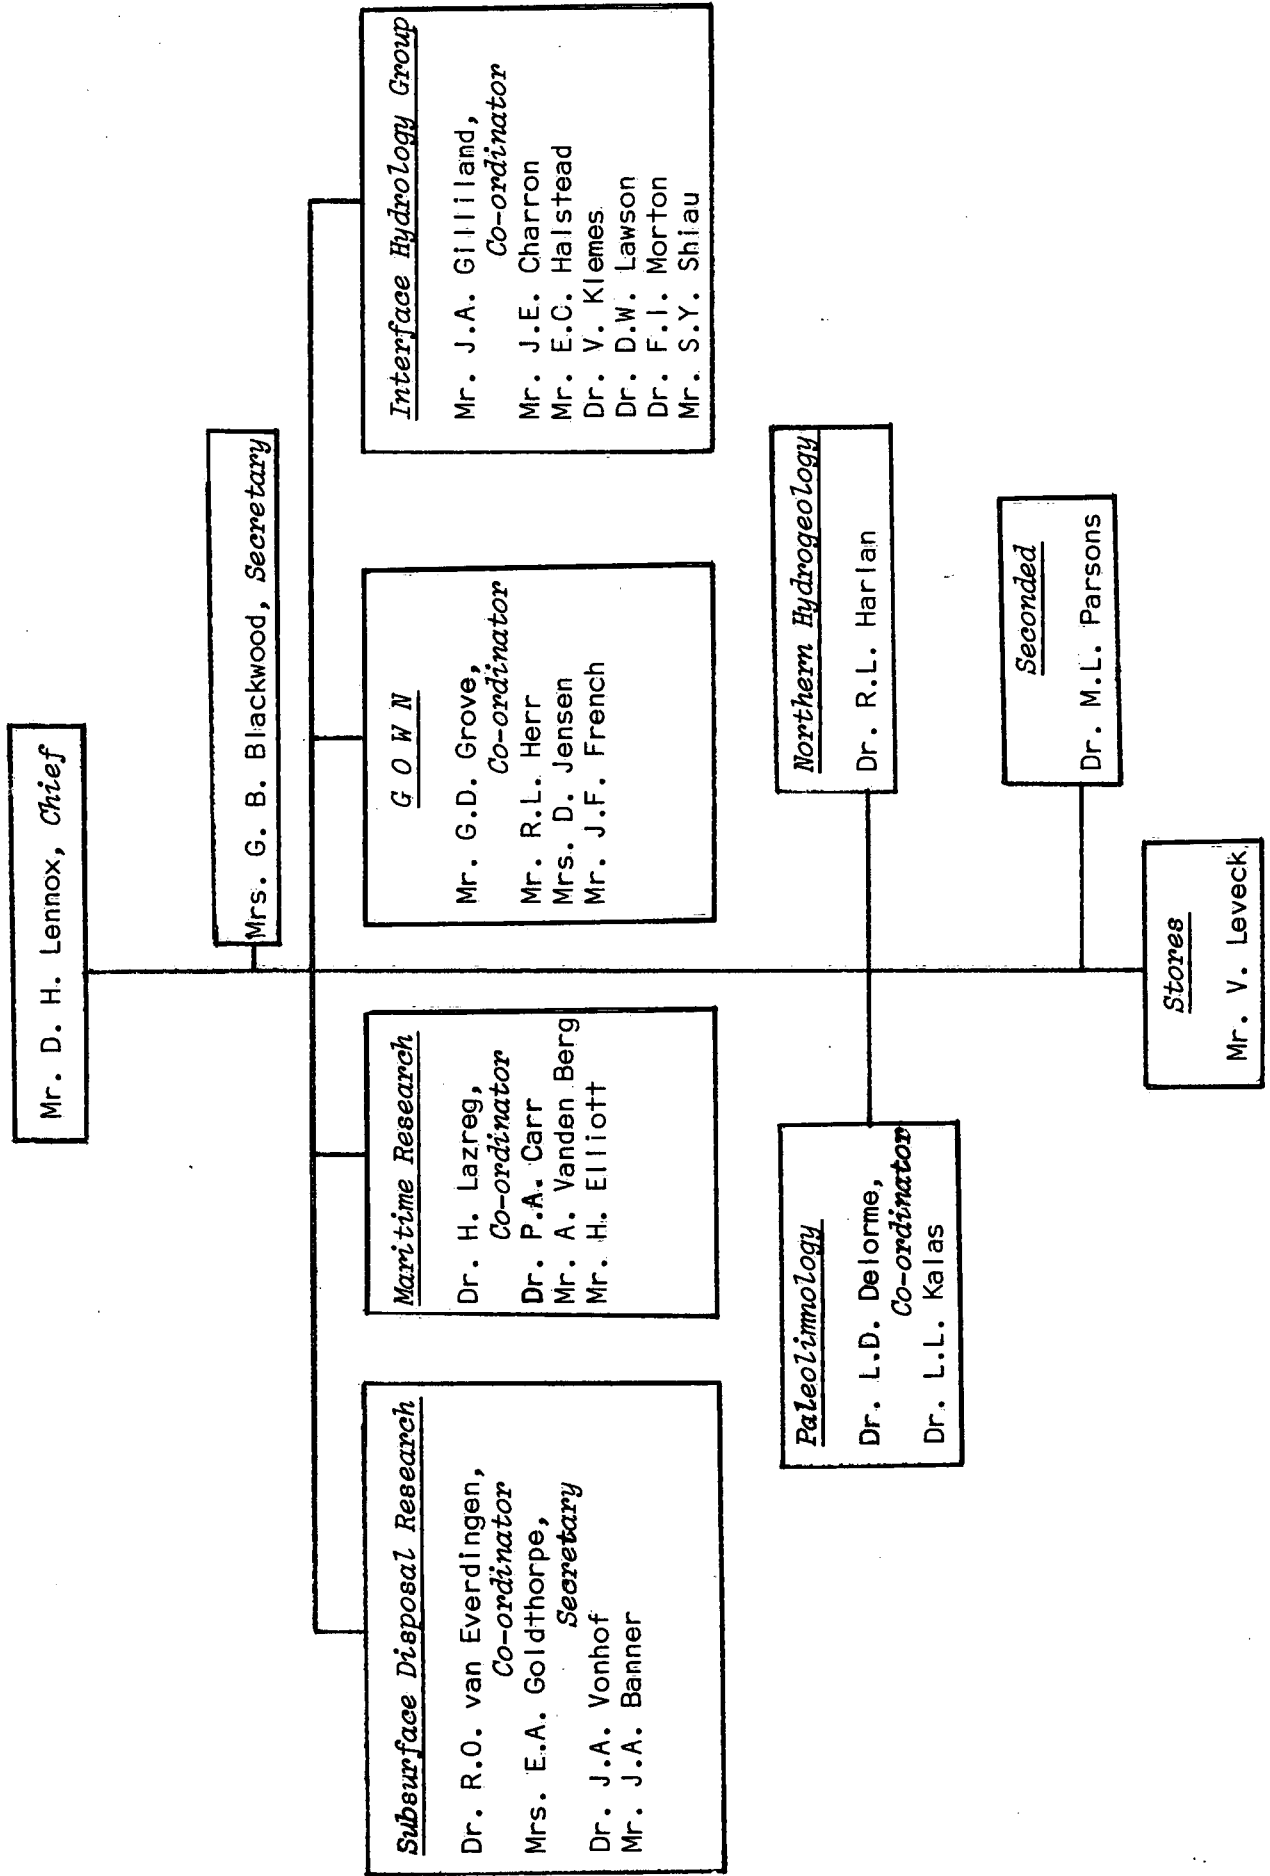 Mr. D. H. Lennox, Chief
Mrs. G. B. Blackwood, Secretary
Subsurface Disposal Research
Dr. R.O. van Everdingen,
Co-ordinator
Mrs. E.A. Goldthorpe,
Secretary
Dr. J.A. Vonhof
Mr. J.A. Banner
Maritime Research
Dr. H. Lazreg,
Co-ordinator
Dr. P.A. Carr
Mr. A. Vanden Berg
Mr. H. Elliott
G O W N
Mr. G.D. Grove,
Co-ordinator
Mr. R.L. Herr
Mrs. D. Jensen
Mr. J.F. French
Interface Hydrology Group
Mr. J.A. Gilliland,
Co-ordinator
Mr. J.E. Charron
Mr. E.C. Halstead
Dr. V. Klemes
Dr. D.W. Lawson
Dr. F.I. Morton
Mr. S.Y. Shiau
Paleolimnology
Dr. L.D. Delorme,
Co-ordinator
Dr. L.L. Kalas
Northern Hydrogeology
Dr. R.L. Harlan
Seconded
Dr. M.L. Parsons
Stores
Mr. V. Leveck